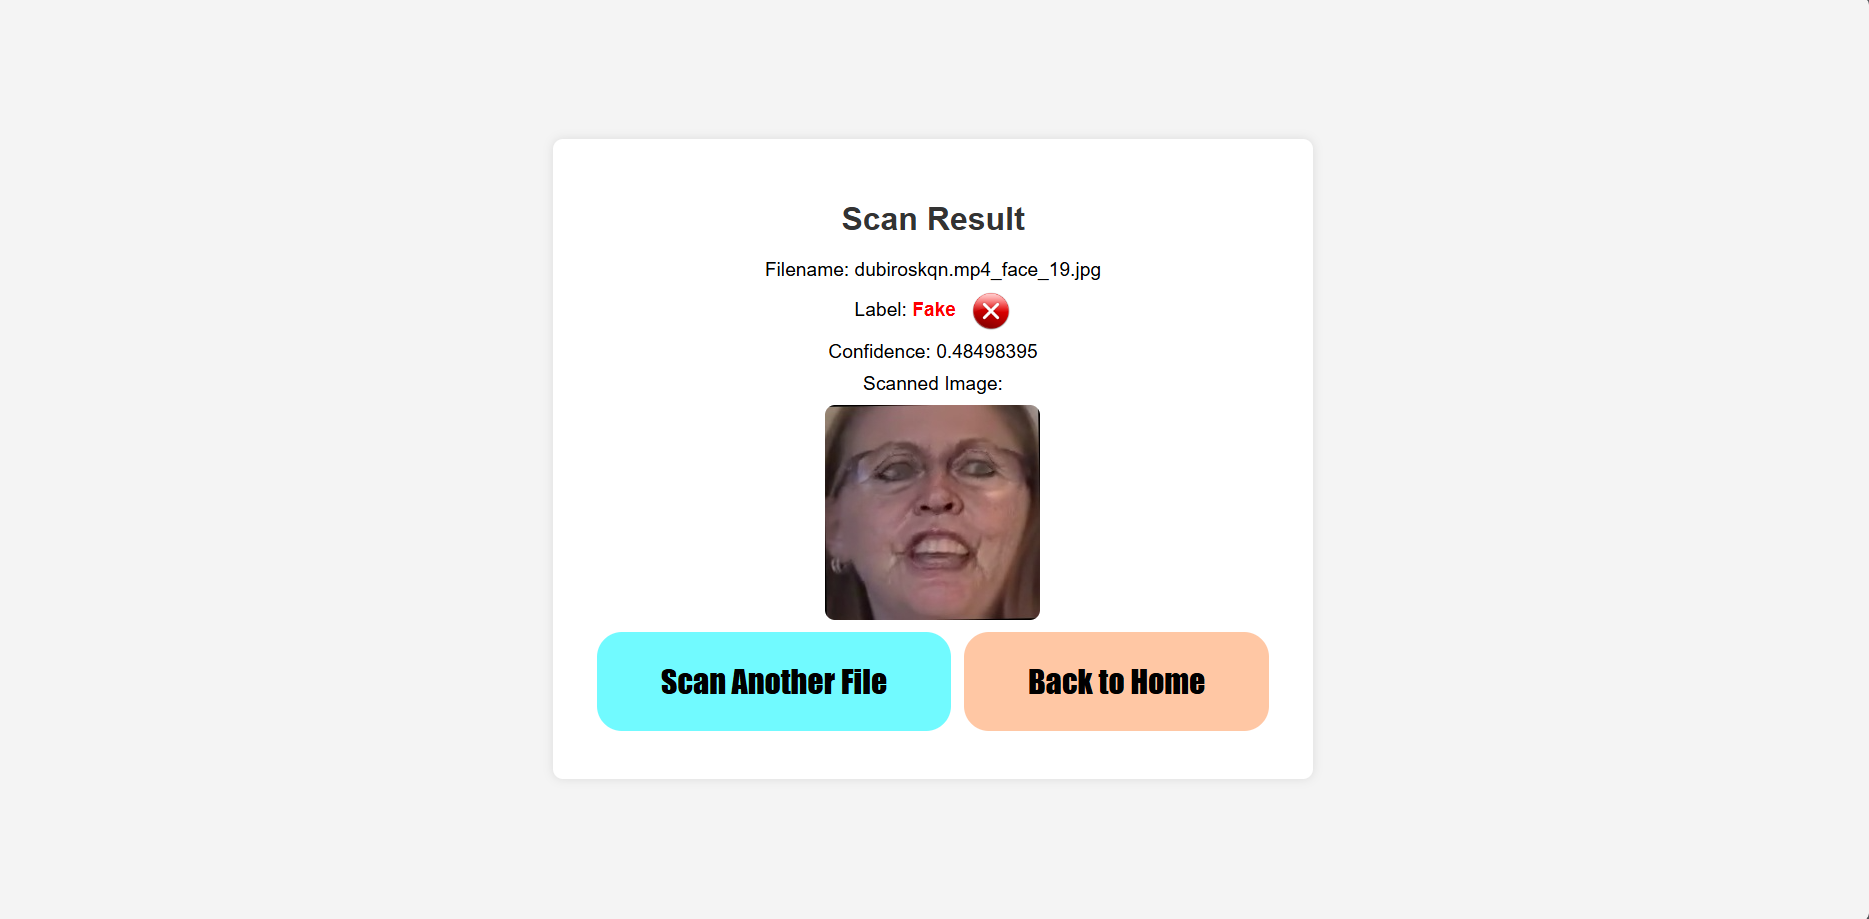 Scan Result
Filename: dubiroskqn.mp4_face_19.jpg
Label: Fake
Confidence: 0.48498395
Scanned Image:
Scan Another File
Back to Home